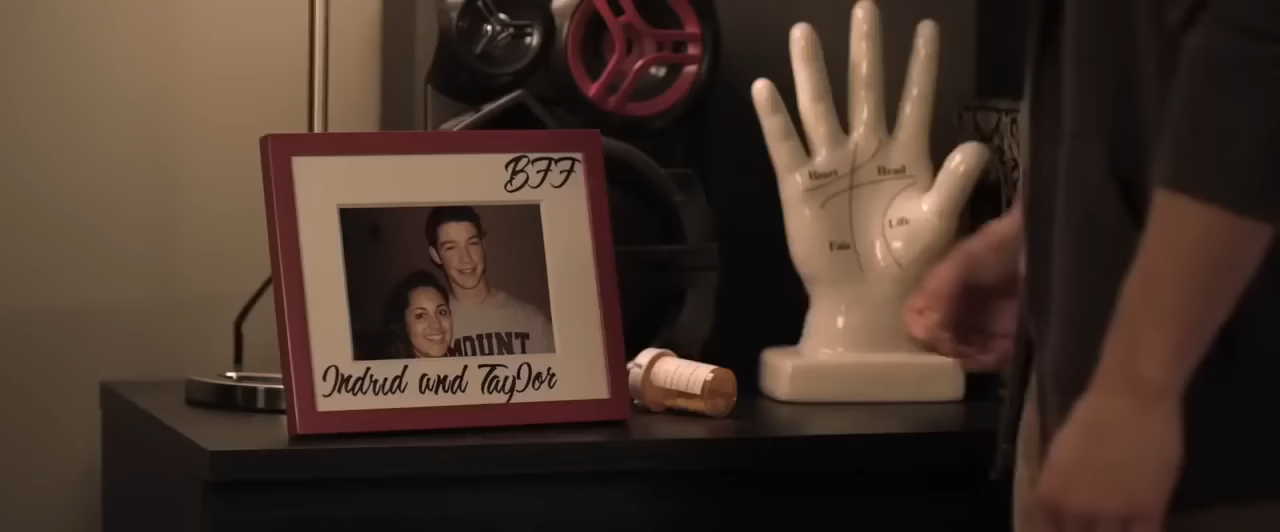 BFF
MOUNT
Indrid and Taylor
Heart
Head
Life
Fate